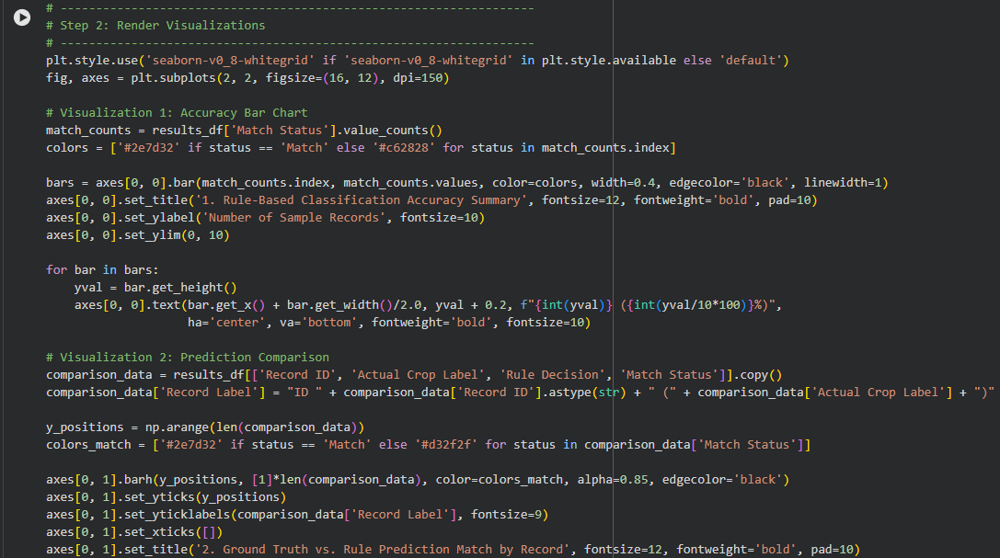 # -------------------------------------------------------------------
# Step 2: Render Visualizations
# -------------------------------------------------------------------
plt.style.use('seaborn-v0_8-whitegrid' if 'seaborn-v0_8-whitegrid' in plt.style.available else 'default')
fig, axes = plt.subplots(2, 2, figsize=(16, 12), dpi=150)

# Visualization 1: Accuracy Bar Chart
match_counts = results_df['Match Status'].value_counts()
colors = ['#2e7d32' if status == 'Match' else '#c62828' for status in match_counts.index]

bars = axes[0, 0].bar(match_counts.index, match_counts.values, color=colors, width=0.4, edgecolor='black', linewidth=1)
axes[0, 0].set_title('1. Rule-Based Classification Accuracy Summary', fontsize=12, fontweight='bold', pad=10)
axes[0, 0].set_ylabel('Number of Sample Records', fontsize=10)
axes[0, 0].set_ylim(0, 10)

for bar in bars:
    yval = bar.get_height()
    axes[0, 0].text(bar.get_x() + bar.get_width()/2.0, yval + 0.2, f"{int(yval)} ({int(yval/10*100)}%)",
                    ha='center', va='bottom', fontweight='bold', fontsize=10)

# Visualization 2: Prediction Comparison
comparison_data = results_df[['Record ID', 'Actual Crop Label', 'Rule Decision', 'Match Status']].copy()
comparison_data['Record Label'] = "ID " + comparison_data['Record ID'].astype(str) + " (" + comparison_data['Actual Crop Label'] + ")"

y_positions = np.arange(len(comparison_data))
colors_match = ['#2e7d32' if status == 'Match' else '#d32f2f' for status in comparison_data['Match Status']]

axes[0, 1].barh(y_positions, [1]*len(comparison_data), color=colors_match, alpha=0.85, edgecolor='black')
axes[0, 1].set_yticks(y_positions)
axes[0, 1].set_yticklabels(comparison_data['Record Label'], fontsize=9)
axes[0, 1].set_xticks([])
axes[0, 1].set_title('2. Ground Truth vs. Rule Prediction Match by Record', fontsize=12, fontweight='bold', pad=10)